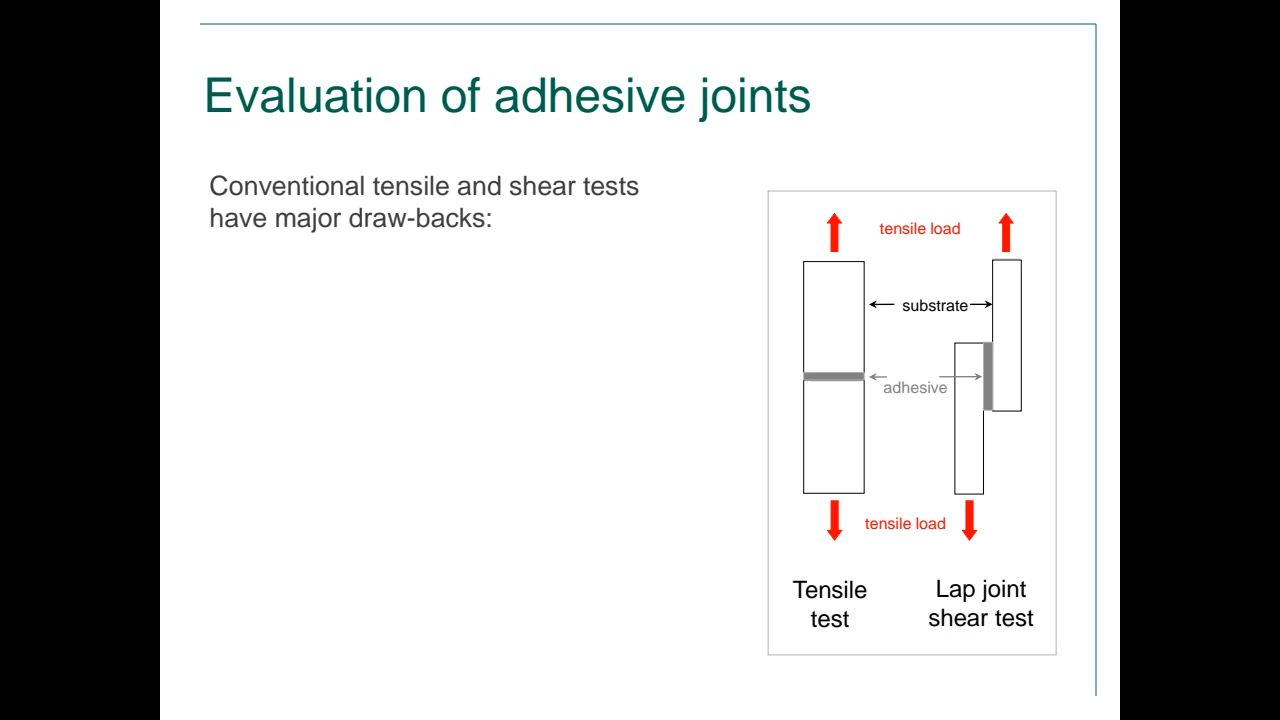 Evaluation of adhesive joints
Conventional tensile and shear tests
have major draw-backs:
tensile load
substrate
adhesive
tensile load
Tensile
test
Lap joint
shear test